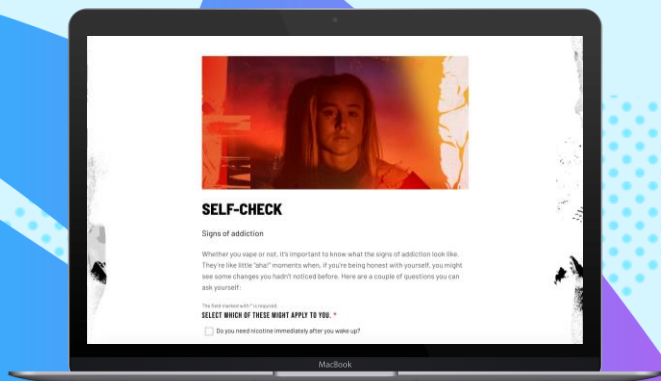 SELF-CHECK
Signs of addiction
Whether you vape or not, it's important to know what the signs of addiction look like.
They're like little "aha!" moments when, if you're being honest with yourself, you might
see some changes you hadn't noticed before. Here are a couple of questions you can
ask yourself:
The field marked with * is required
SELECT WHICH OF THESE MIGHT APPLY TO YOU. *
Do you need nicotine immediately after you wake up?
MacBook